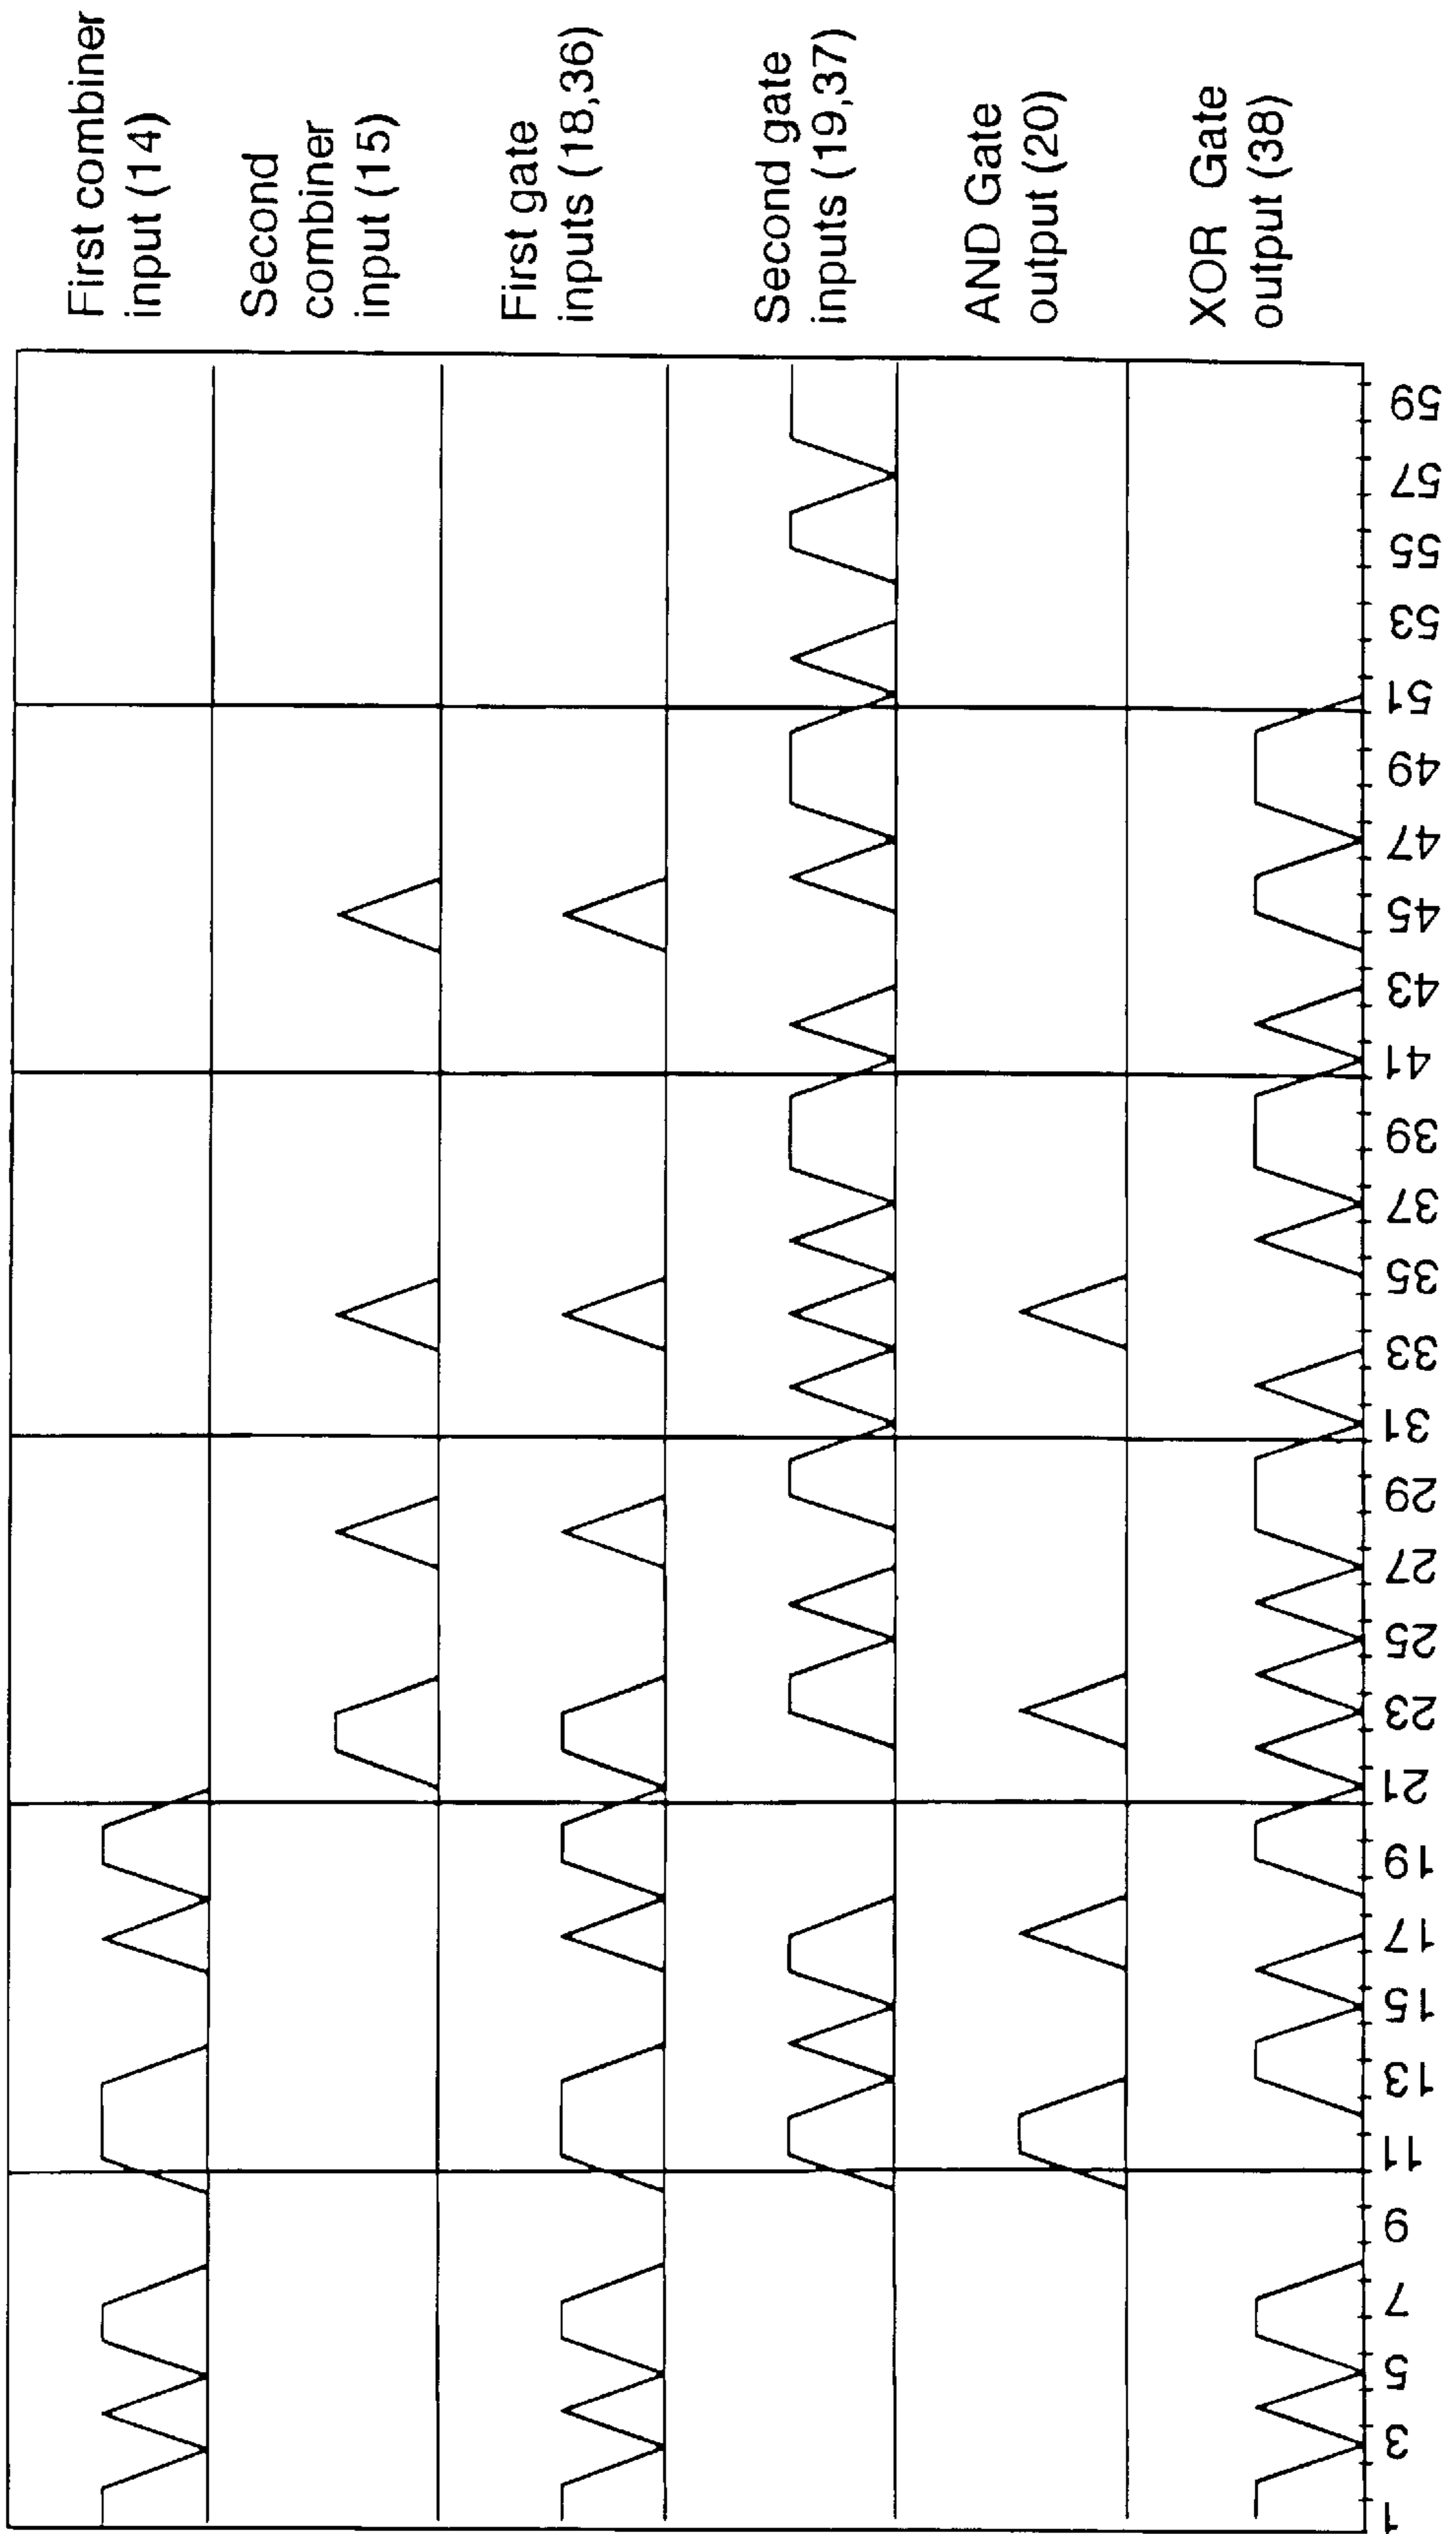 First combiner
input (14)
Second
combiner
input (15)
First gate
inputs (18,36)
Second gate
inputs (19,37)
AND Gate
output (20)
XOR Gate
output (38)
1
3
5
7
9
11
13
15
17
19
21
23
25
27
29
31
33
35
37
39
41
43
45
47
49
51
53
55
57
59